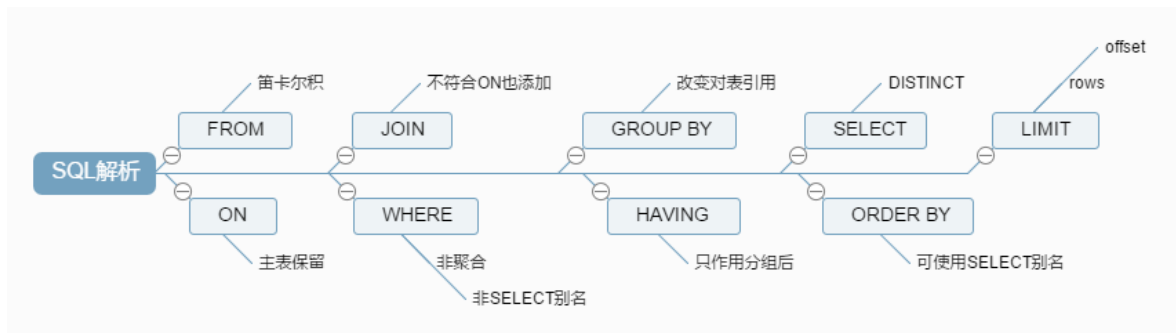 offset
笛卡尔积
不符合ON也添加
改变对表引用
DISTINCT
rows
FROM
JOIN
GROUP BY
SELECT
LIMIT
SQL解析
ON
WHERE
HAVING
ORDER BY
主表保留
非聚合
只作用分组后
可使用SELECT别名
非SELECT别名